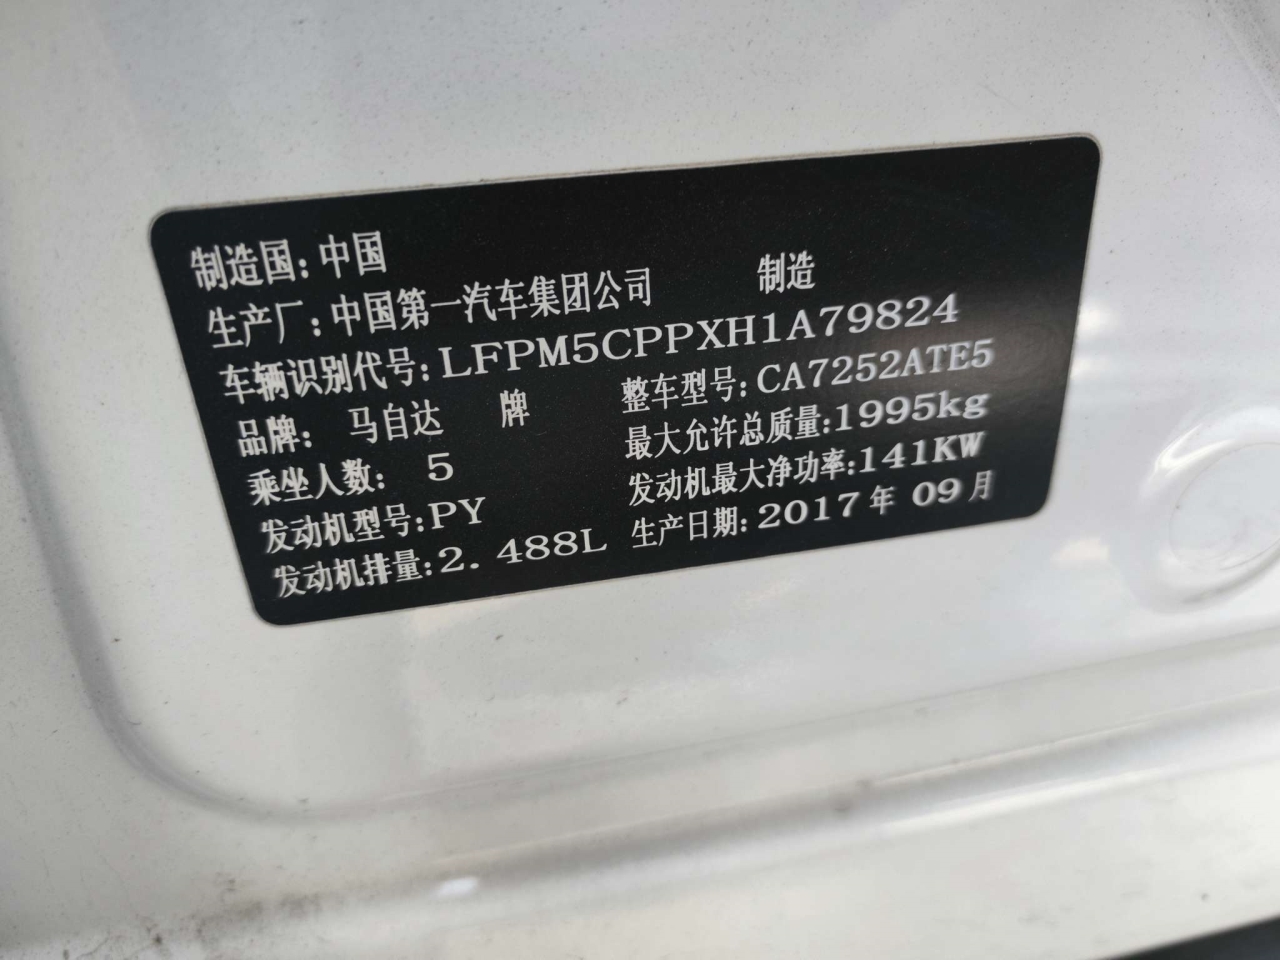 制造国:中国
生产厂:中国第一汽车集团公司 制造
车辆识别代号:LFPM5CPPXH1A79824
品牌: 马自达 牌 整车型号:CA7252ATE5
乘坐人数: 5 最大允许总质量:1995kg
发动机型号:PY 发动机最大净功率:141KW
发动机排量:2.488L 生产日期:2017年 09月